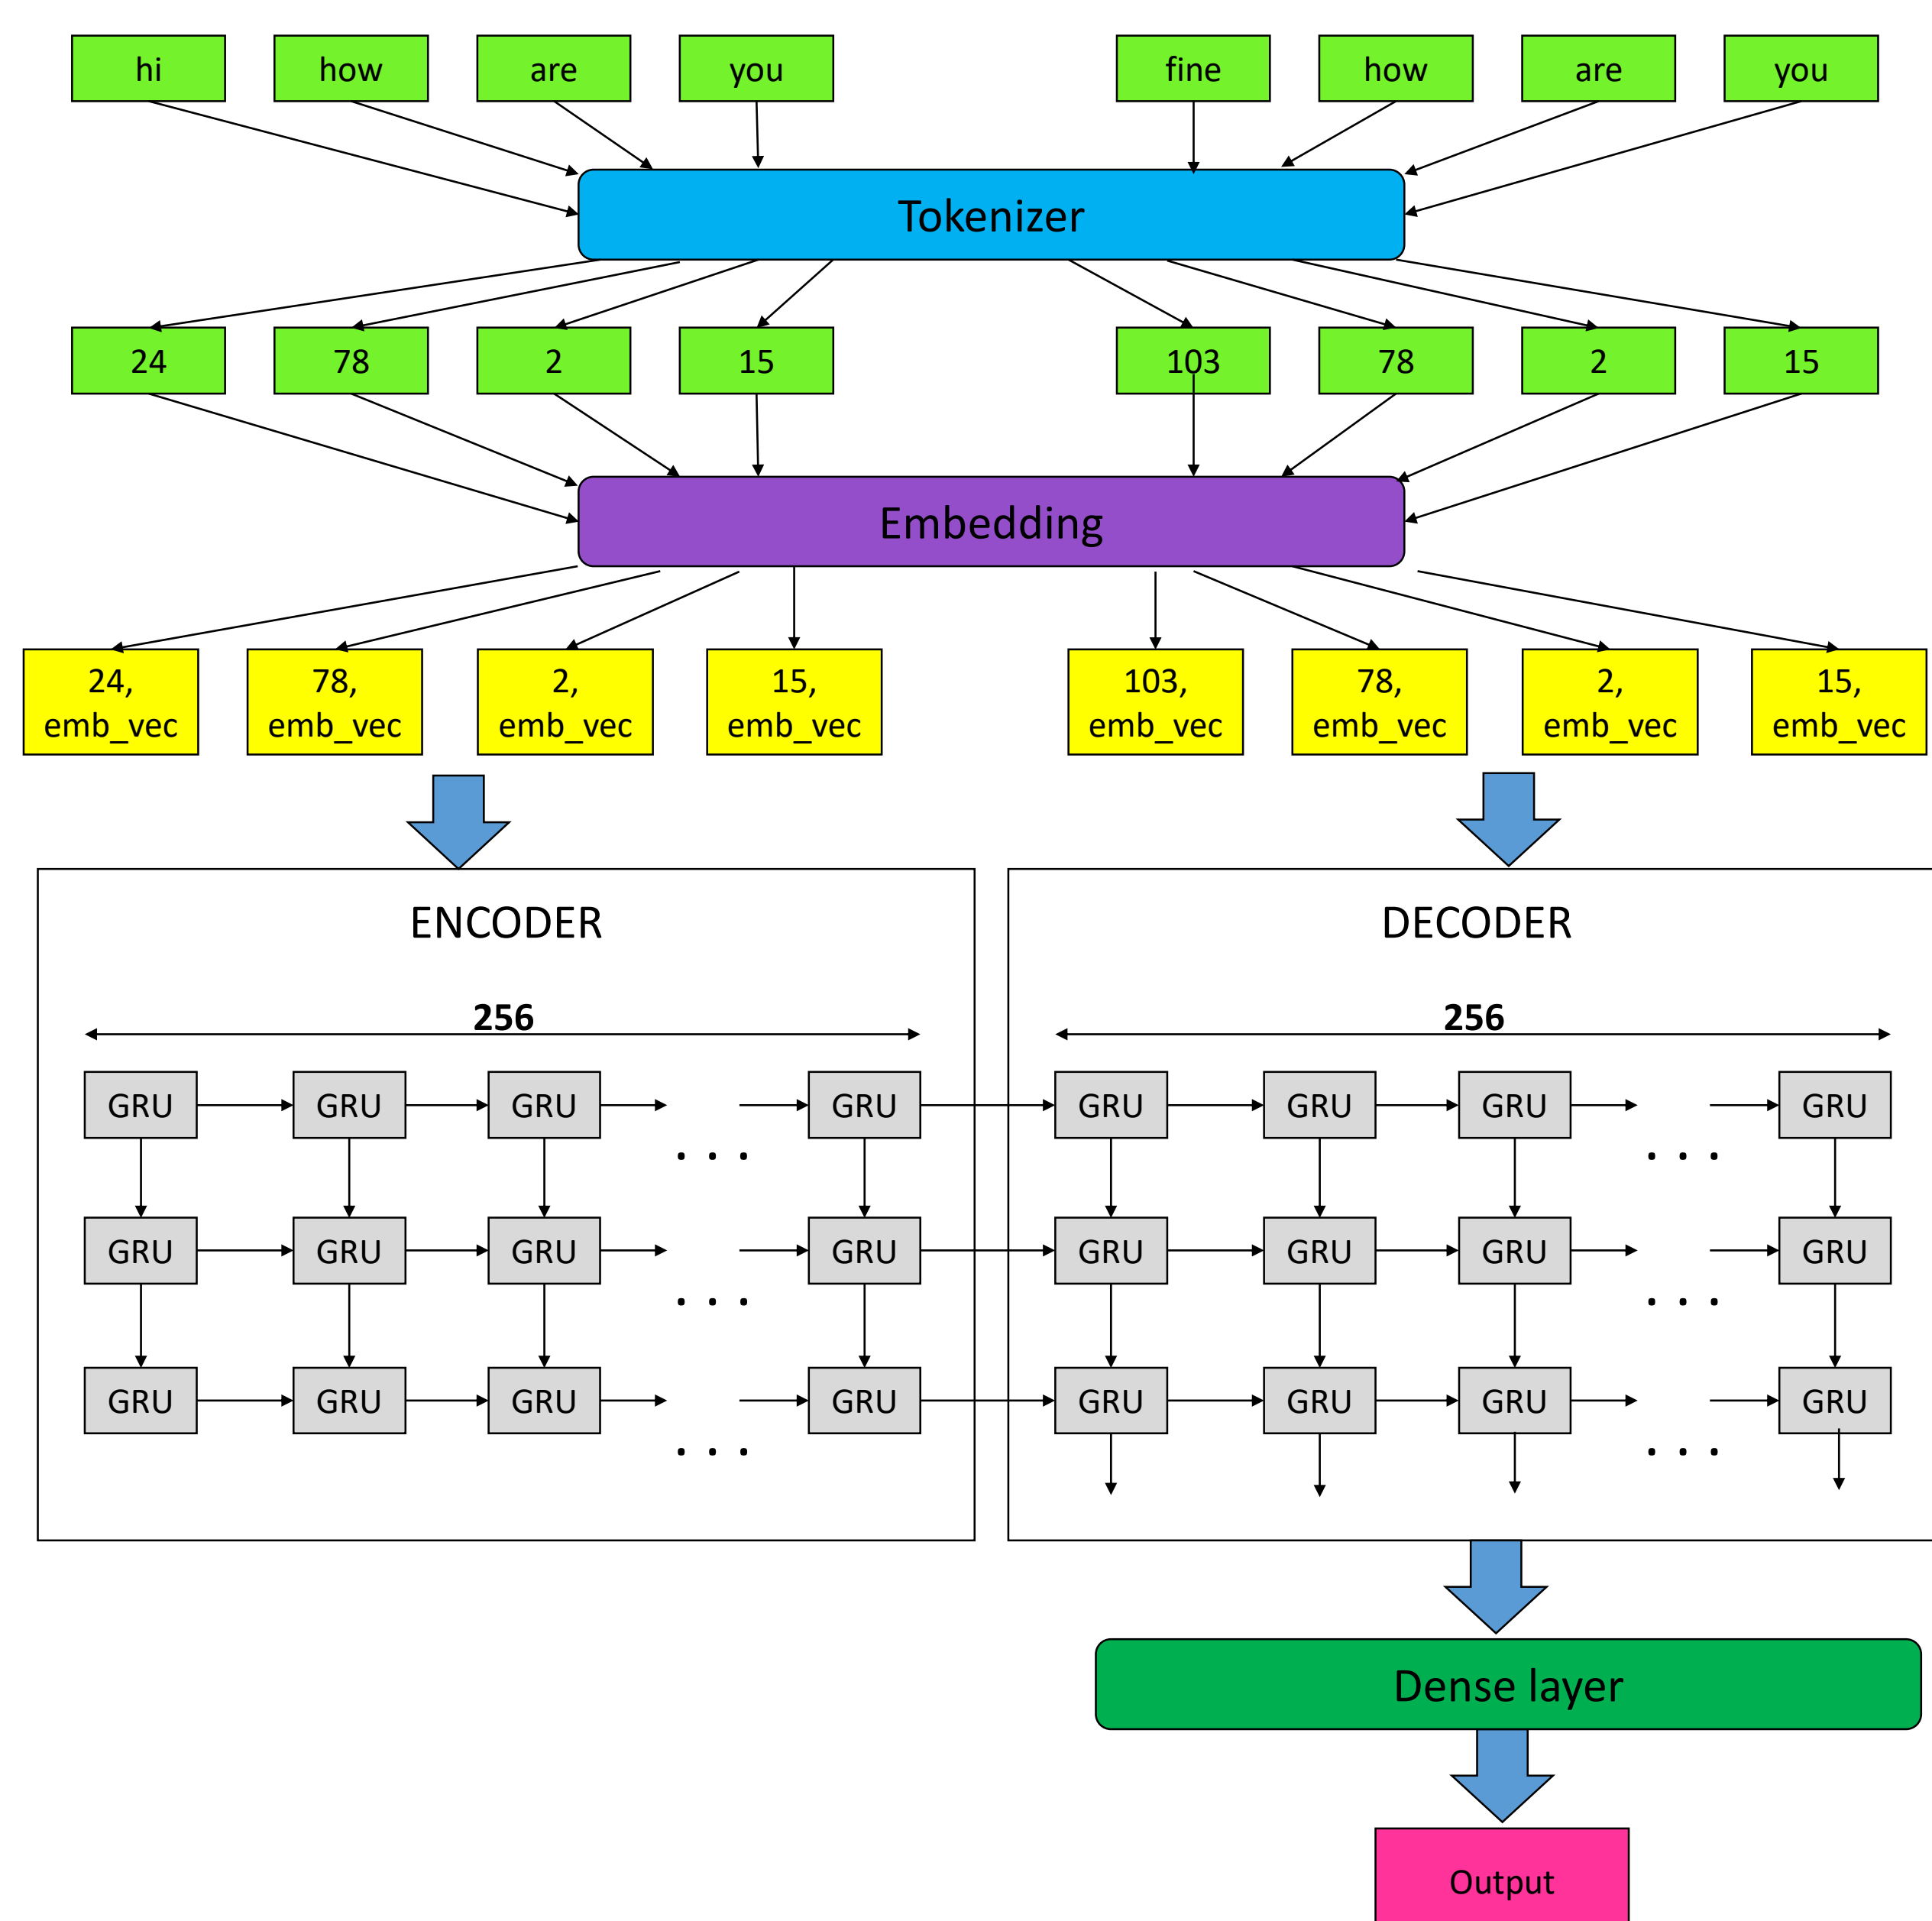 hi how are you fine how are you
Tokenizer
24 78 2 15 103 78 2 15
Embedding
24, 78, 2, 15, 103, 78, 2, 15,
emb_vec emb_vec emb_vec emb_vec emb_vec emb_vec emb_vec emb_vec
ENCODER DECODER
256 256
GRU GRU GRU GRU GRU GRU GRU GRU
. . . . . .
GRU GRU GRU GRU GRU GRU GRU GRU
. . . . . .
GRU GRU GRU GRU GRU GRU GRU GRU
. . . . . .
Dense layer
Output